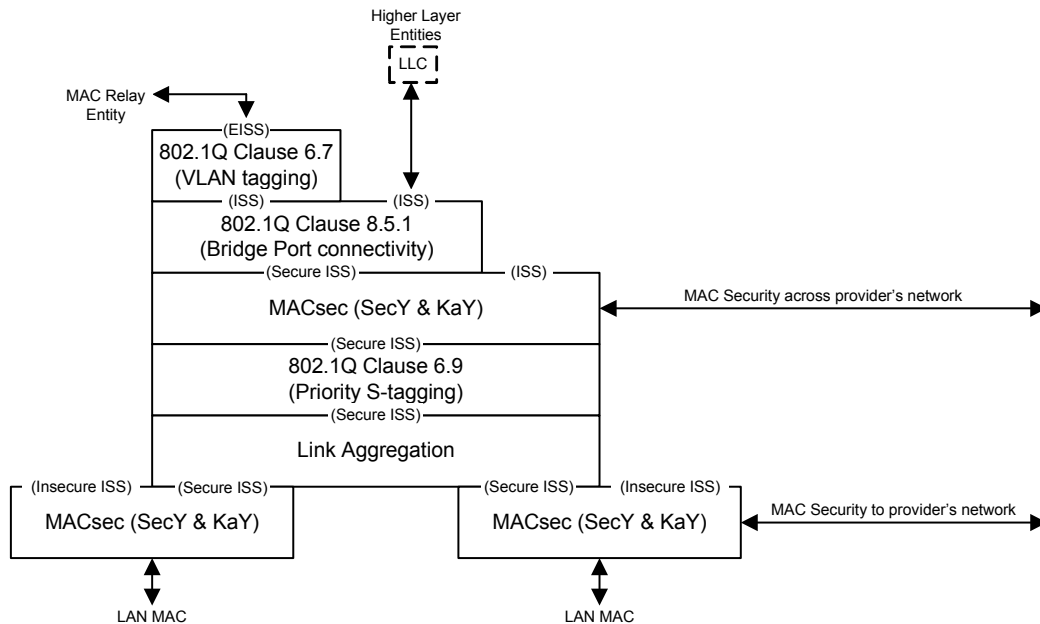 Higher Layer
Entities
LLC
MAC Relay
Entity
(EISS)
802.1Q Clause 6.7
(VLAN tagging)
(ISS) (ISS)
802.1Q Clause 8.5.1
(Bridge Port connectivity)
(Secure ISS) (ISS)
MACsec (SecY & KaY)
MAC Security across provider's network
(Secure ISS)
802.1Q Clause 6.9
(Priority S-tagging)
(Secure ISS)
Link Aggregation
(Insecure ISS) (Secure ISS) (Secure ISS) (Insecure ISS)
MACsec (SecY & KaY) MACsec (SecY & KaY)
MAC Security to provider's network
LAN MAC LAN MAC